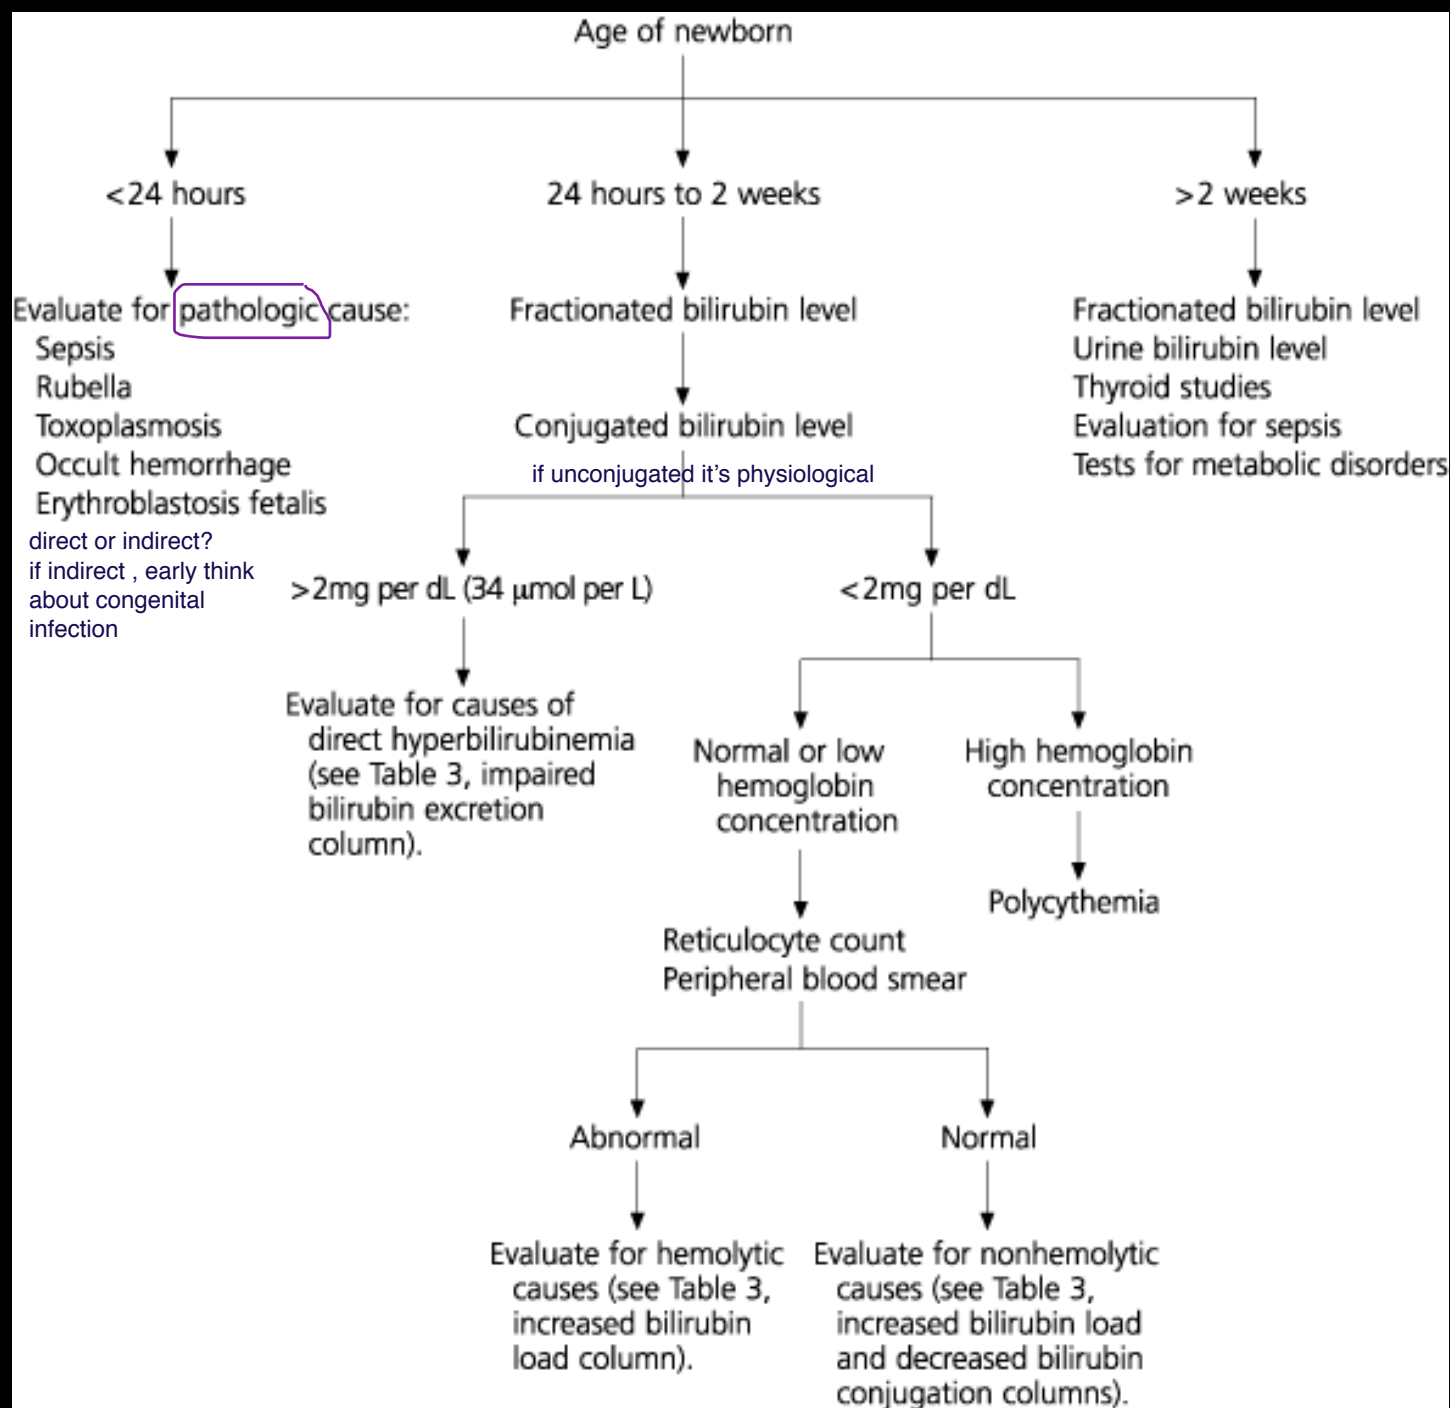 Age of newborn
<24 hours
24 hours to 2 weeks
>2 weeks
Evaluate for pathologic cause:
Sepsis
Rubella
Toxoplasmosis
Occult hemorrhage
Erythroblastosis fetalis
direct or indirect?
if indirect , early think
about congenital
infection
Fractionated bilirubin level
Conjugated bilirubin level
if unconjugated it’s physiological
>2mg per dL (34 μmol per L)
Evaluate for causes of
direct hyperbilirubinemia
(see Table 3, impaired
bilirubin excretion
column).
<2mg per dL
Normal or low
hemoglobin
concentration
High hemoglobin
concentration
Polycythemia
Reticulocyte count
Peripheral blood smear
Abnormal
Normal
Evaluate for hemolytic
causes (see Table 3,
increased bilirubin
load column).
Evaluate for nonhemolytic
causes (see Table 3,
increased bilirubin load
and decreased bilirubin
conjugation columns).
Fractionated bilirubin level
Urine bilirubin level
Thyroid studies
Evaluation for sepsis
Tests for metabolic disorders